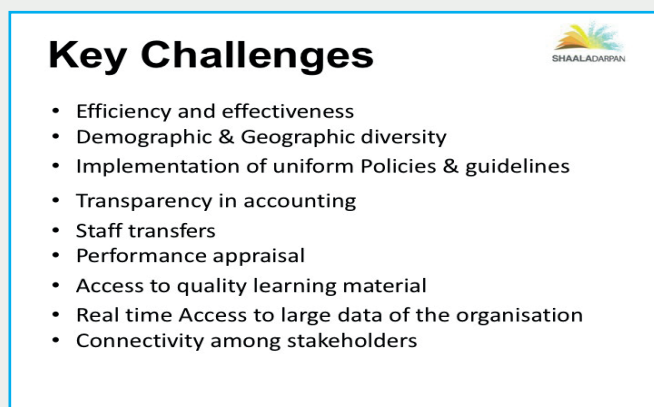 Key Challenges
SHAALADARPAN
• Efficiency and effectiveness
• Demographic & Geographic diversity
• Implementation of uniform Policies & guidelines
• Transparency in accounting
• Staff transfers
• Performance appraisal
• Access to quality learning material
• Real time Access to large data of the organisation
• Connectivity among stakeholders